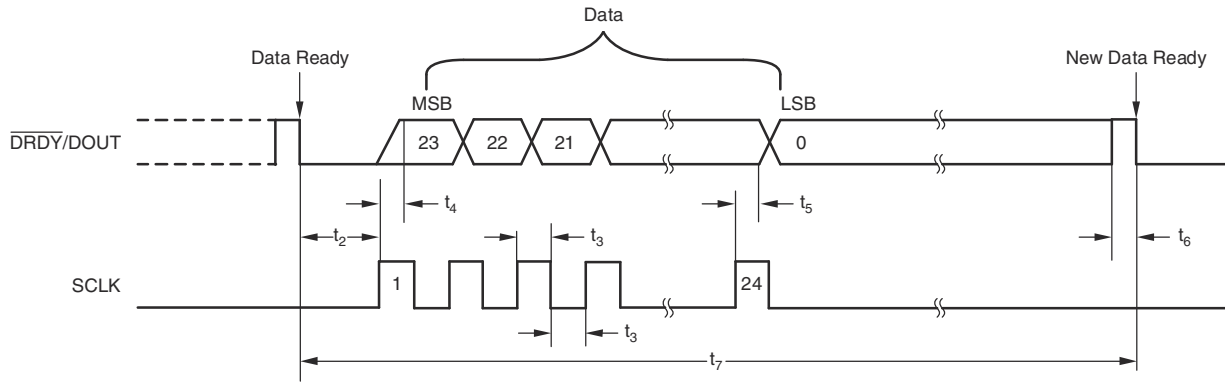 Data
Data Ready
New Data Ready
MSB
LSB
DRDY/DOUT
23
22
21
0
t4
t5
t2
t3
t6
SCLK
1
24
t3
t7